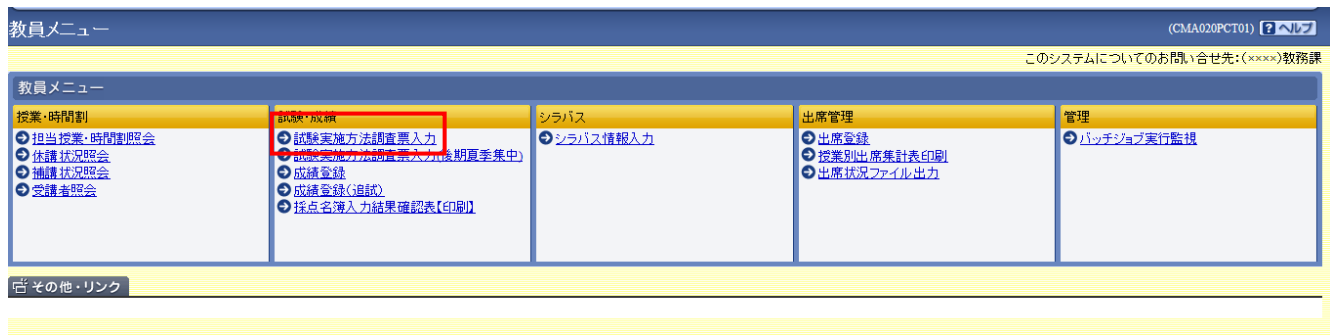 教員メニュー
(CMA020PCT01) ?ヘルプ
このシステムについてのお問い合せ先:(××××)教務課
教員メニュー
授業・時間割
担当授業・時間割照会
休講状況照会
補講状況照会
受講者照会
試験・成績
試験実施方法調査票入力
試験実施方法調査票入力(後期夏季集中)
成績登録
成績登録(追試)
採点名簿入力結果確認表【印刷】
シラバス
シラバス情報入力
出席管理
出席登録
授業別出席集計表印刷
出席状況ファイル出力
管理
バッチジョブ実行監視
その他・リンク